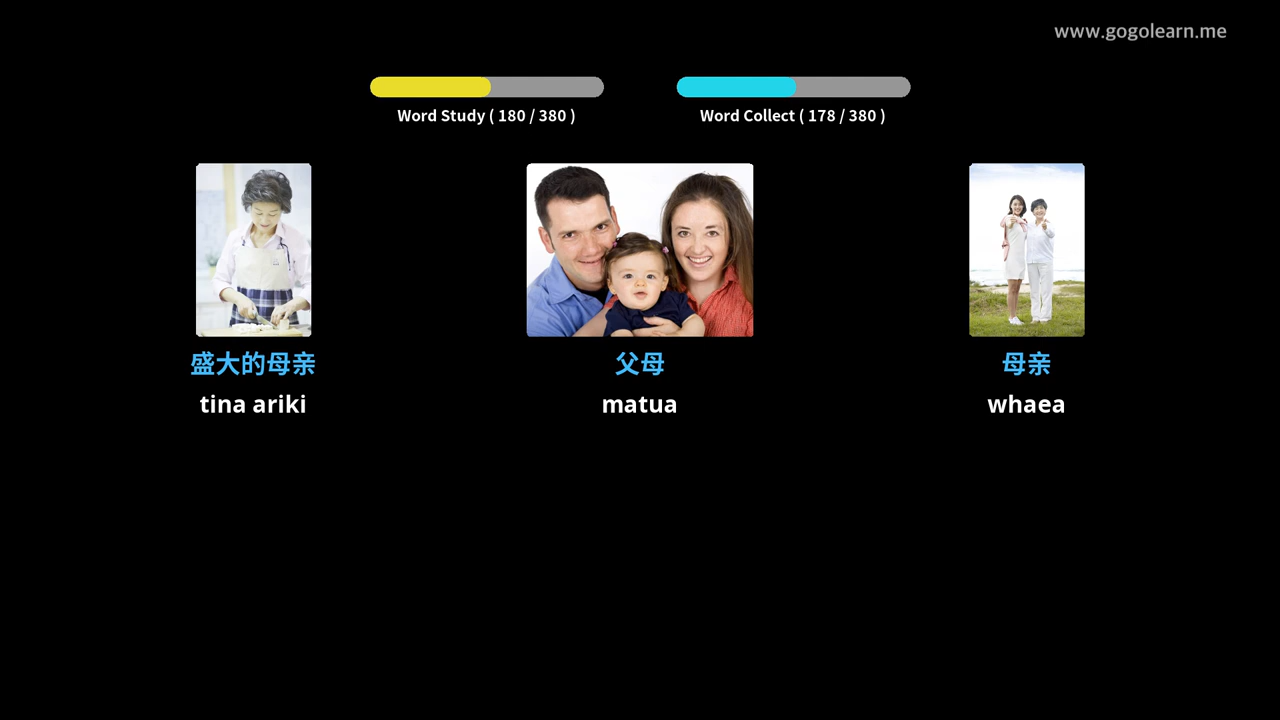 www.gogolearn.me
Word Study ( 180 / 380 )
Word Collect ( 178 / 380 )
盛大的母亲
父母
母亲
tina ariki
matua
whaea